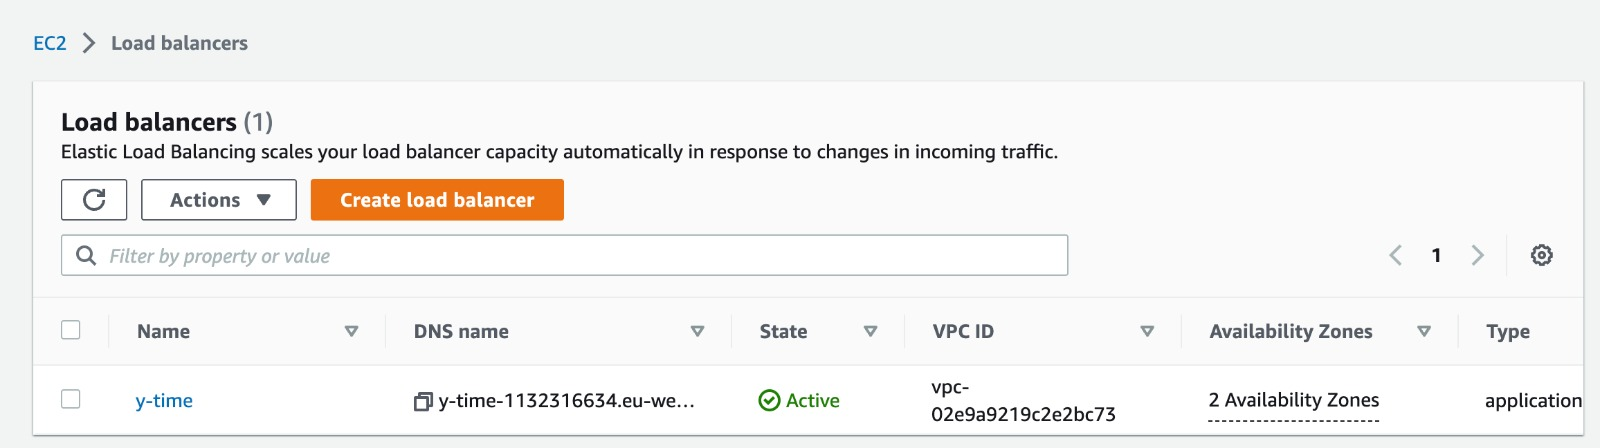 EC2 > Load balancers
Load balancers (1)
Elastic Load Balancing scales your load balancer capacity automatically in response to changes in incoming traffic.
Actions ▼ Create load balancer
Filter by property or value
1
Name DNS name State VPC ID Availability Zones Type
y-time y-time-1132316634.eu-we... Active vpc-
02e9a9219c2e2bc73 2 Availability Zones application